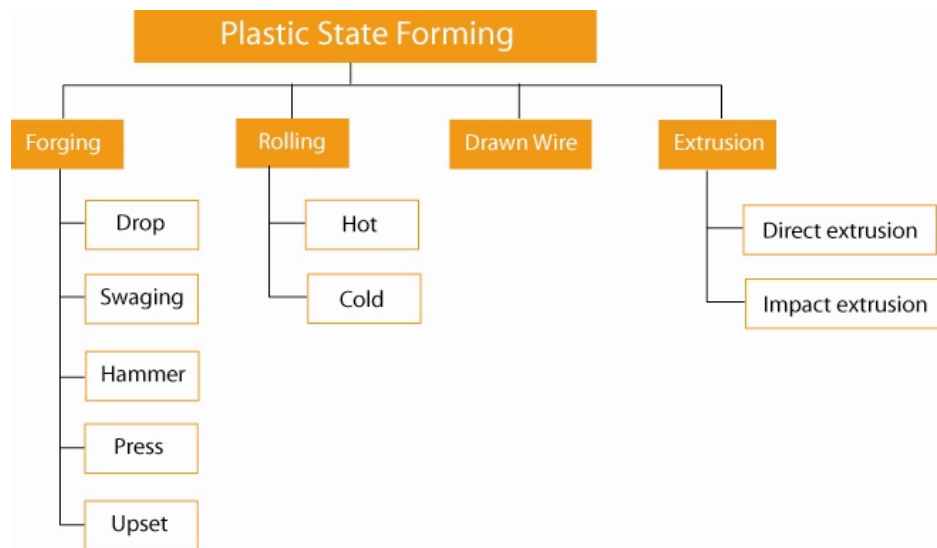 Plastic State Forming
Forging
Rolling
Drawn Wire
Extrusion
Drop
Swaging
Hammer
Press
Upset
Hot
Cold
Direct extrusion
Impact extrusion